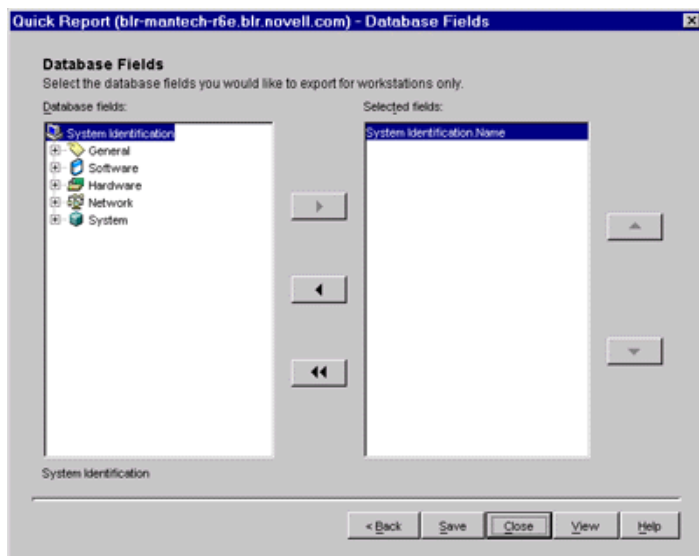 Quick Report (blr-mantech-r6e.blr.novell.com) - Database Fields
Database Fields
Select the database fields you would like to export for workstations only.
Database fields:
System Identification
General
Software
Hardware
Network
System
Selected fields:
System Identification.Name
System Identification
< Back
Save
Close
View
Help